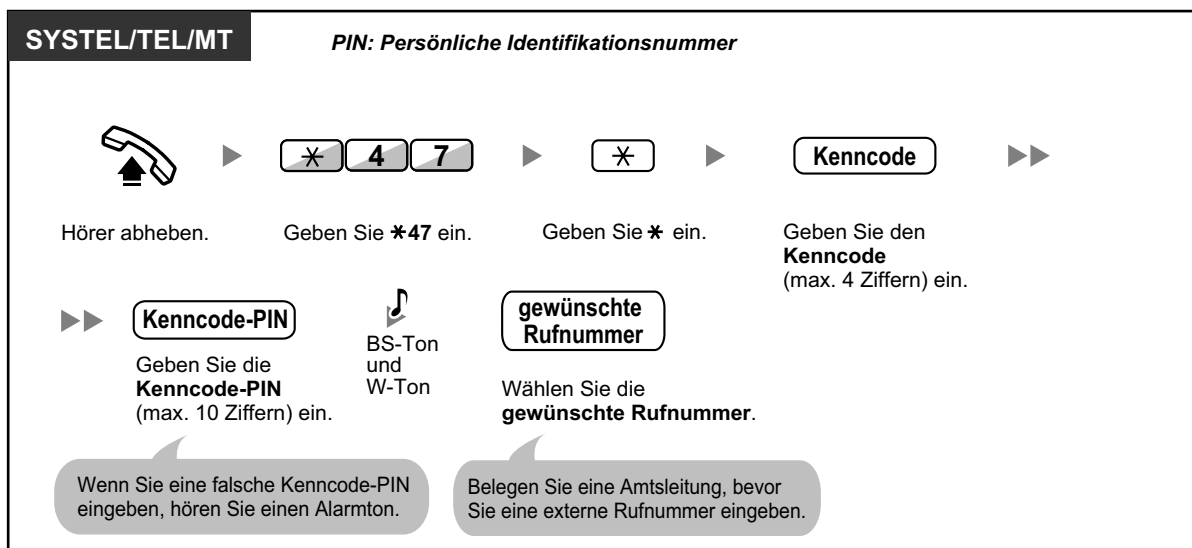 SYSTEL/TEL/MT
PIN: Persönliche Identifikationsnummer
* 4 7
*
Kenncode
Hörer abheben.
Geben Sie *47 ein.
Geben Sie * ein.
Geben Sie den
Kenncode
(max. 4 Ziffern) ein.
Kenncode-PIN
Geben Sie die
Kenncode-PIN
(max. 10 Ziffern) ein.
BS-Ton
und
W-Ton
gewünschte
Rufnummer
Wählen Sie die
gewünschte Rufnummer.
Wenn Sie eine falsche Kenncode-PIN
eingeben, hören Sie einen Alarmton.
Belegen Sie eine Amtsleitung, bevor
Sie eine externe Rufnummer eingeben.